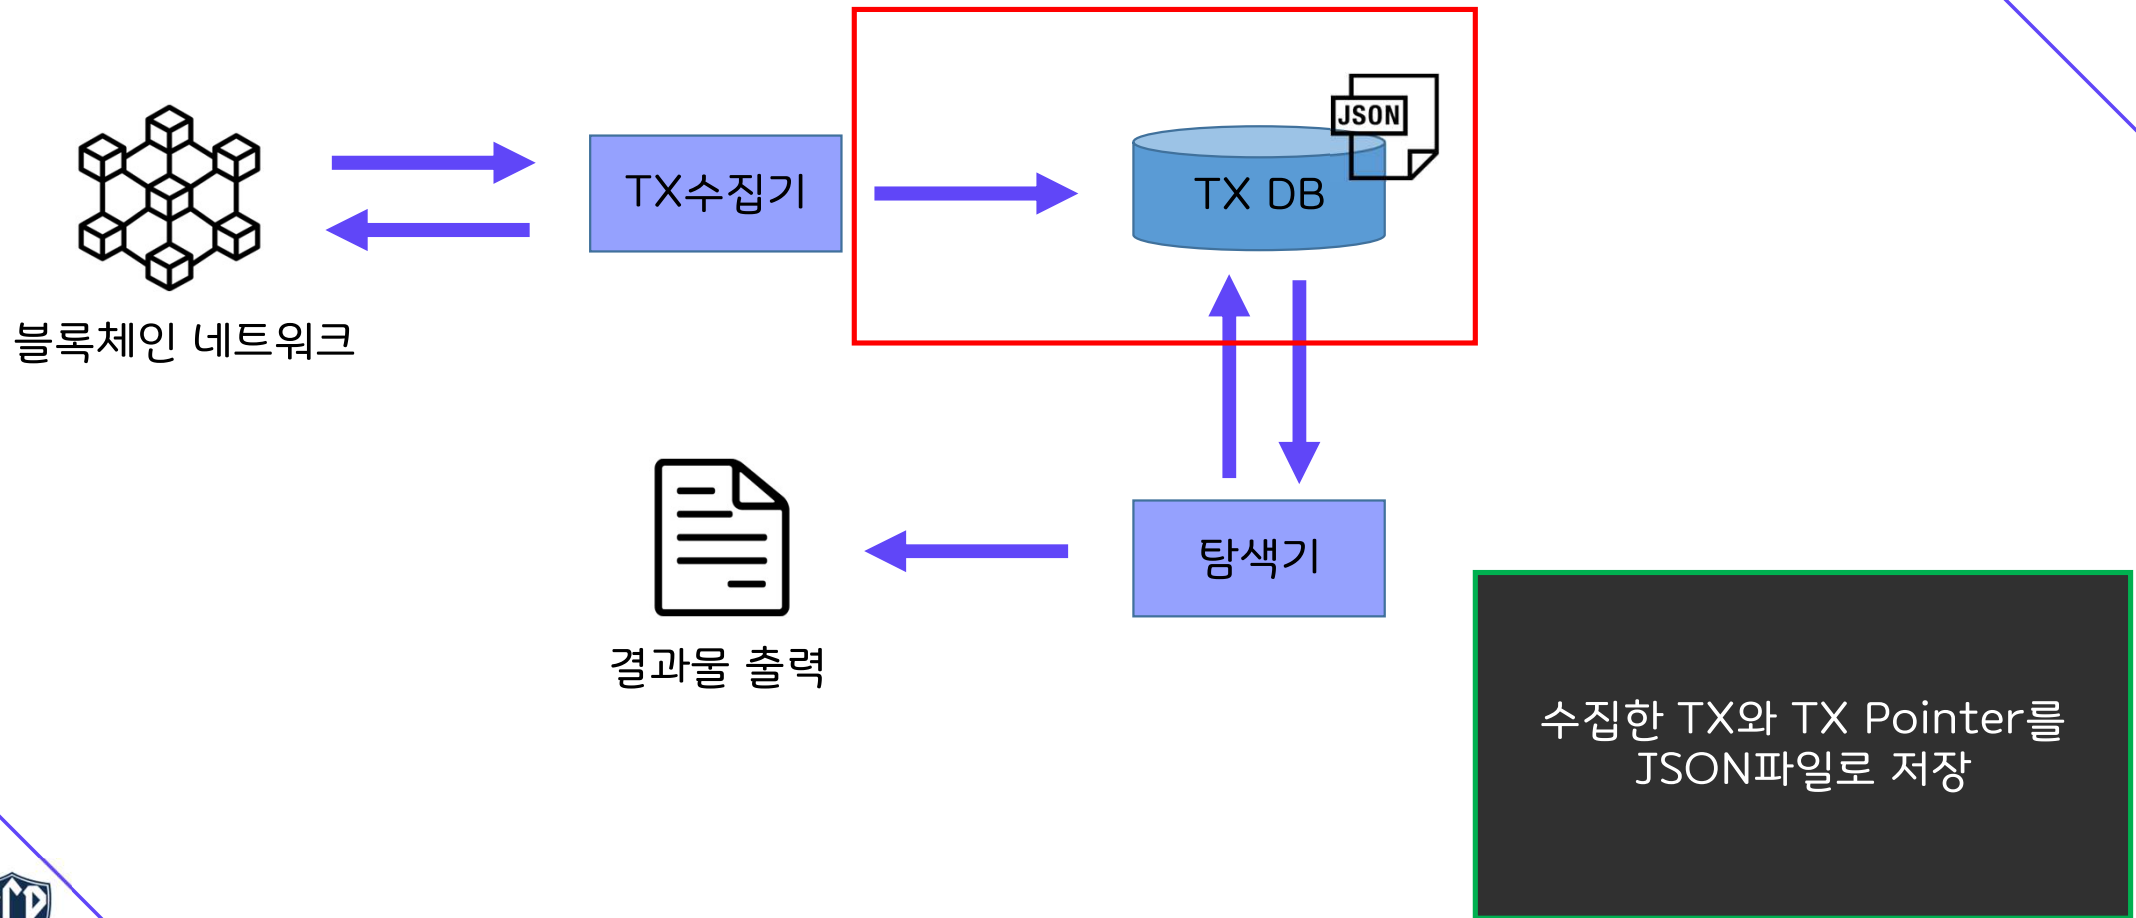 JSON
TX수집기
TX DB
블록체인 네트워크
탐색기
결과물 출력
수집한 TX와 TX Pointer를
JSON파일로 저장